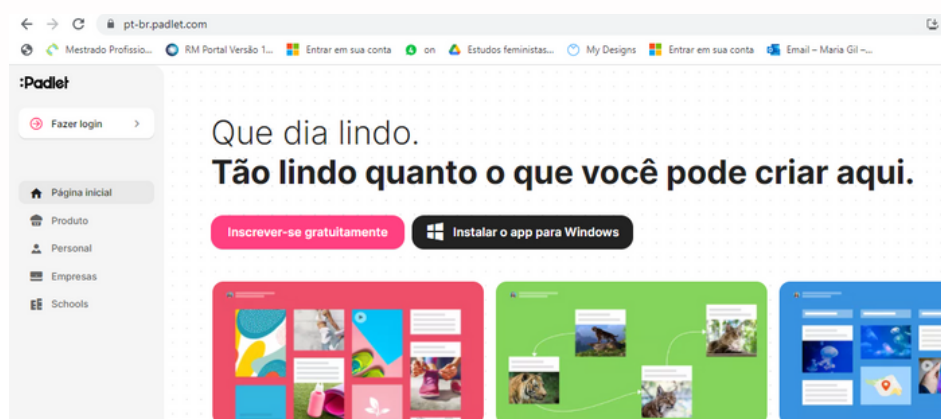 pt-br.padlet.com
Mestrado Profissio... RM Portal Versão 1... Entrar em sua conta on Estudos feministas... My Designs Entrar em sua conta Email – Maria Gil –...
:Padlet
Fazer login
Página inicial
Produto
Personal
Empresas
Schools
Que dia lindo.
Tão lindo quanto o que você pode criar aqui.
Inscrever-se gratuitamente Instalar o app para Windows